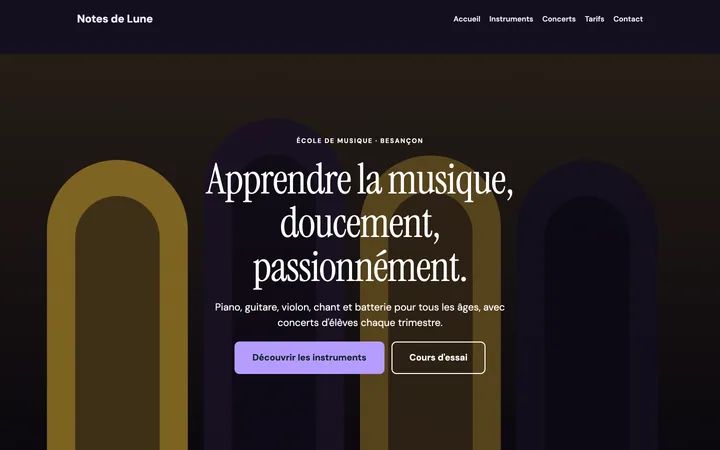 Notes de Lune
Accueil Instruments Concerts Tarifs Contact
ÉCOLE DE MUSIQUE · BESANÇON
Apprendre la musique,
doucement,
passionnément.
Piano, guitare, violon, chant et batterie pour tous les âges, avec
concerts d'élèves chaque trimestre.
Découvrir les instruments
Cours d'essai